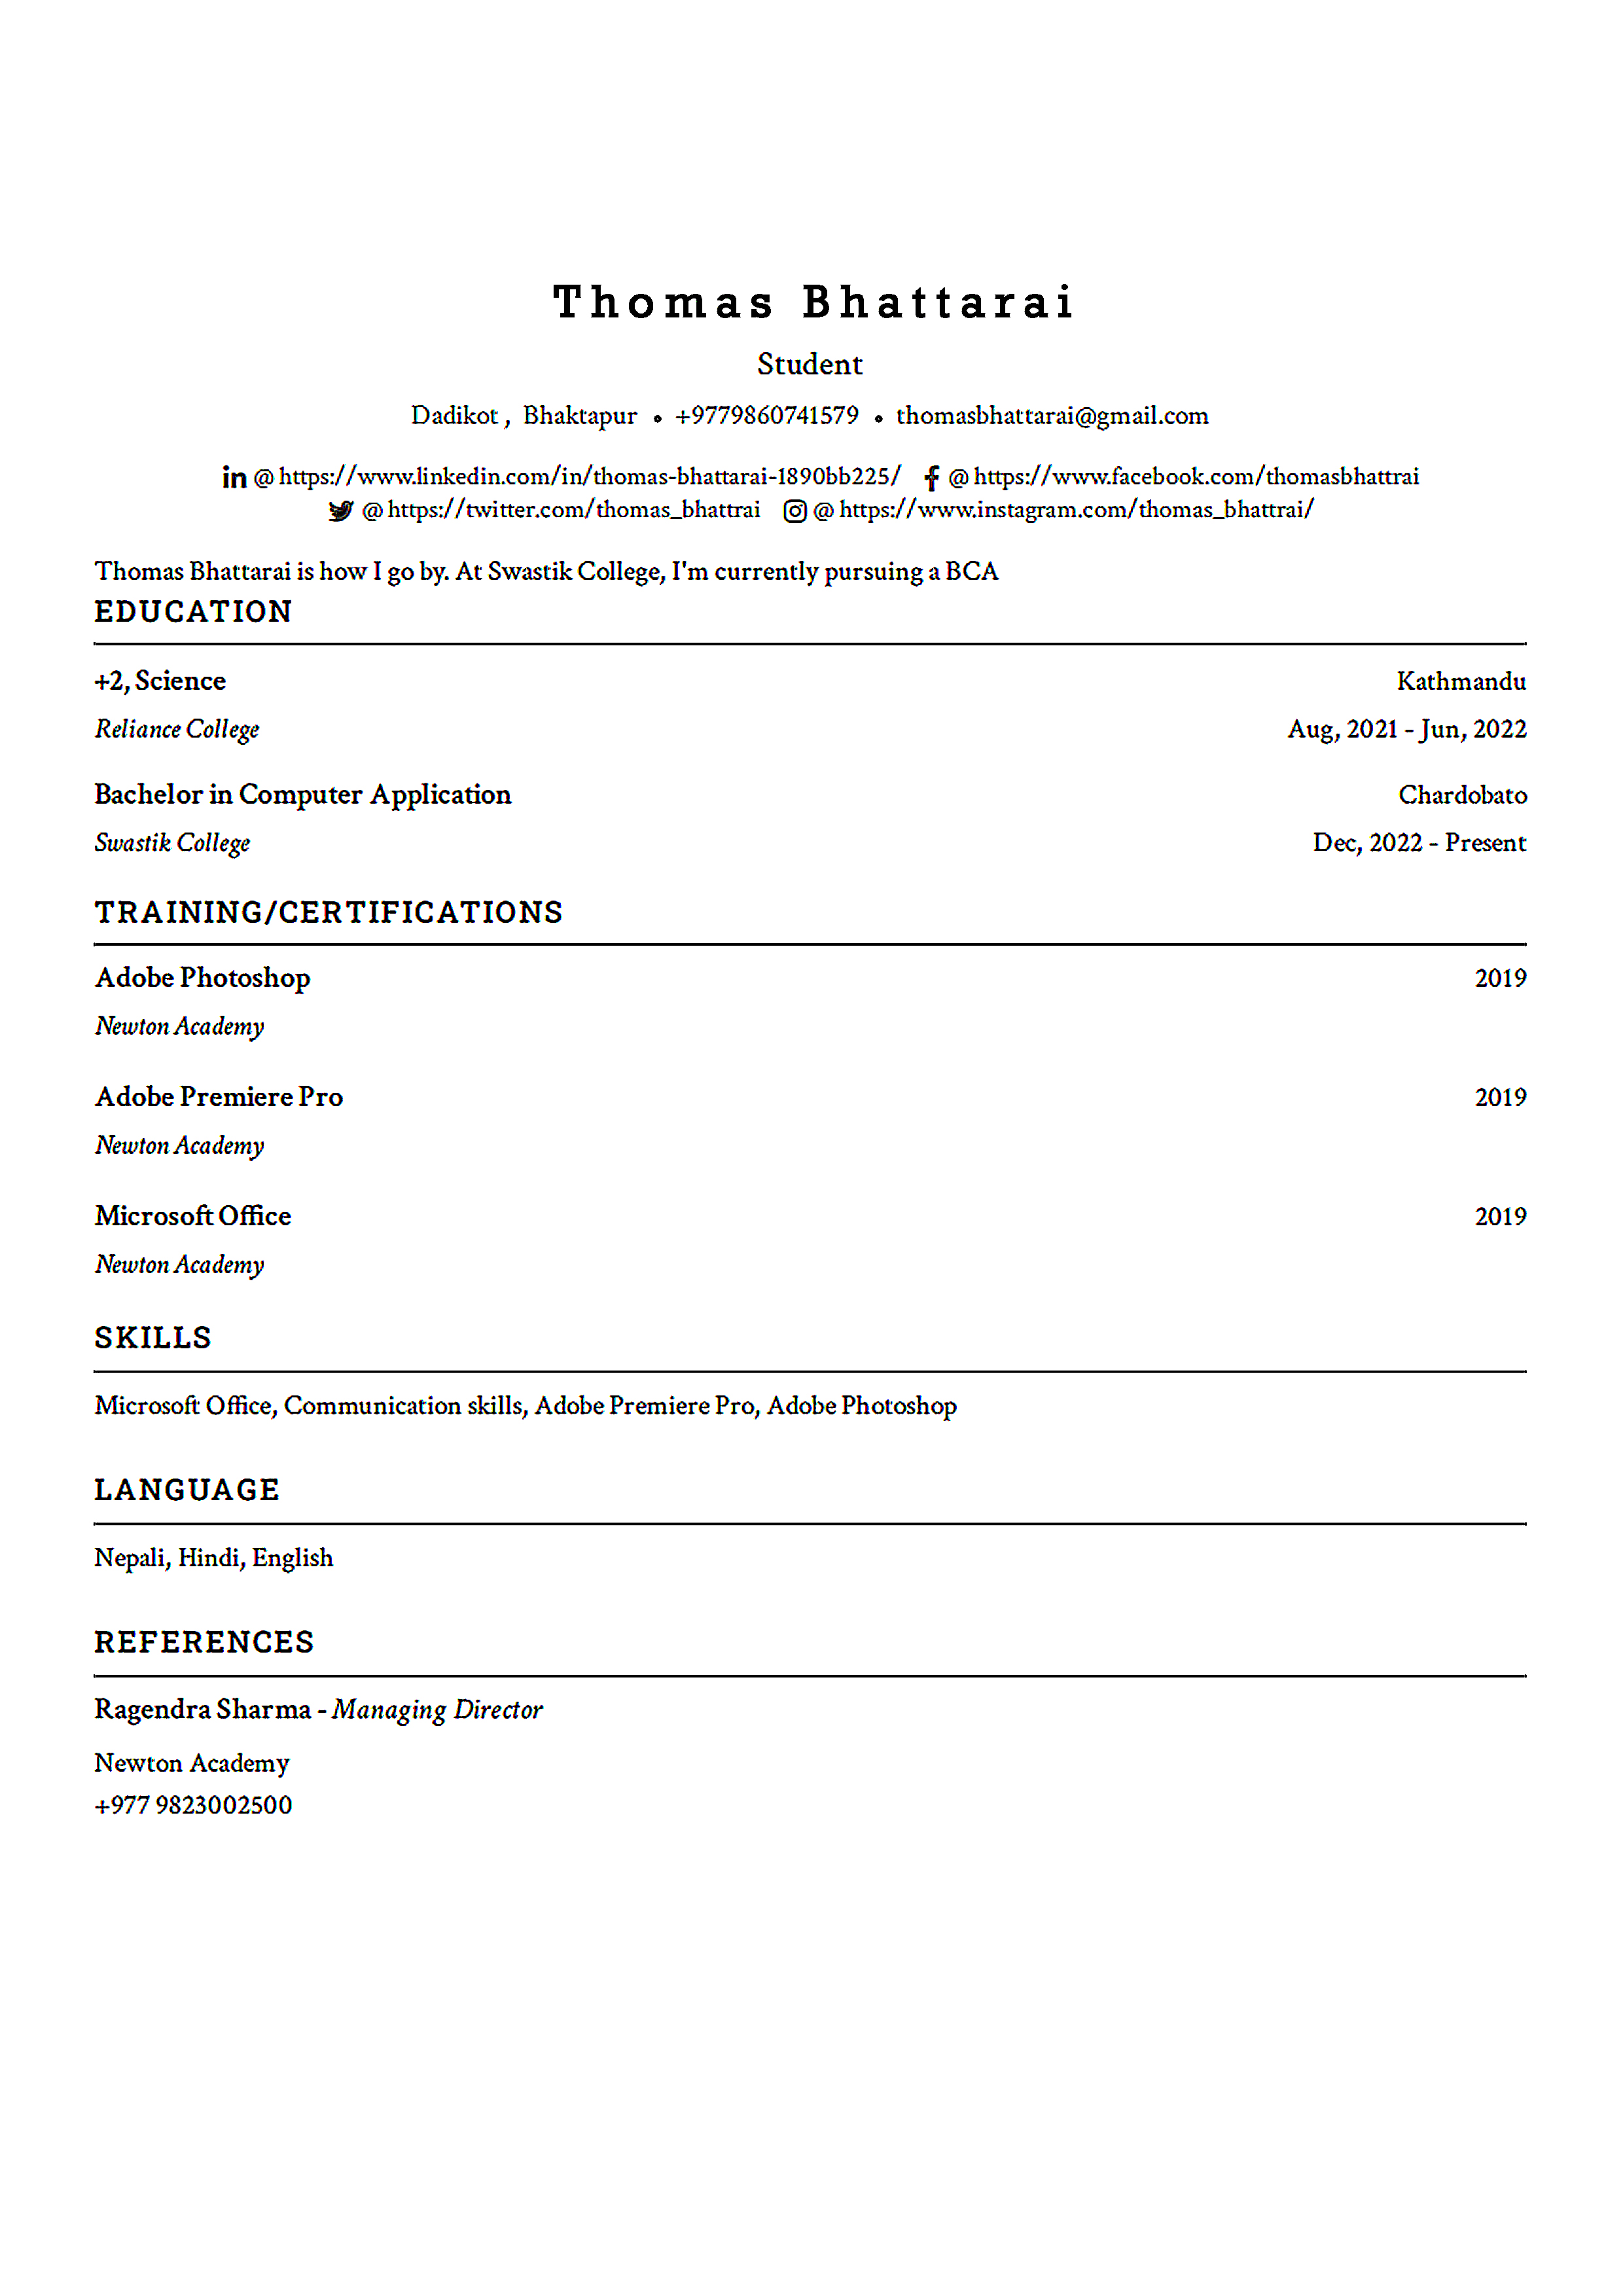 Thomas Bhattarai
Student
Dadikot , Bhaktapur • +9779860741579 • thomasbhattarai@gmail.com
in @ https://www.linkedin.com/in/thomas-bhattarai-1890bb225/ f @ https://www.facebook.com/thomasbhattrai
@ https://twitter.com/thomas_bhattrai @ https://www.instagram.com/thomas_bhattrai/
Thomas Bhattarai is how I go by. At Swastik College, I'm currently pursuing a BCA
EDUCATION
+2, Science Kathmandu
Reliance College Aug, 2021 - Jun, 2022
Bachelor in Computer Application Chardobato
Swastik College Dec, 2022 - Present
TRAINING/CERTIFICATIONS
Adobe Photoshop 2019
Newton Academy
Adobe Premiere Pro 2019
Newton Academy
Microsoft Office 2019
Newton Academy
SKILLS
Microsoft Office, Communication skills, Adobe Premiere Pro, Adobe Photoshop
LANGUAGE
Nepali, Hindi, English
REFERENCES
Ragendra Sharma - Managing Director
Newton Academy
+977 9823002500